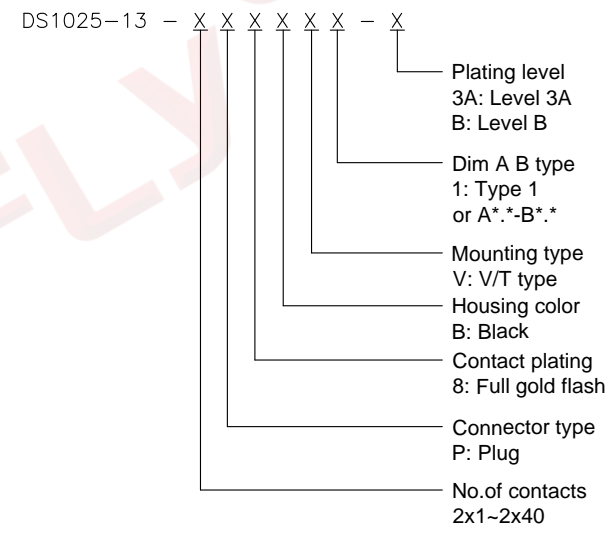 DS1025-13 - X X X X X X - X
Plating level
3A: Level 3A
B: Level B
Dim A B type
1: Type 1
or A*.*-B*.*
Mounting type
V: V/T type
Housing color
B: Black
Contact plating
8: Full gold flash
Connector type
P: Plug
No.of contacts
2x1~2x40